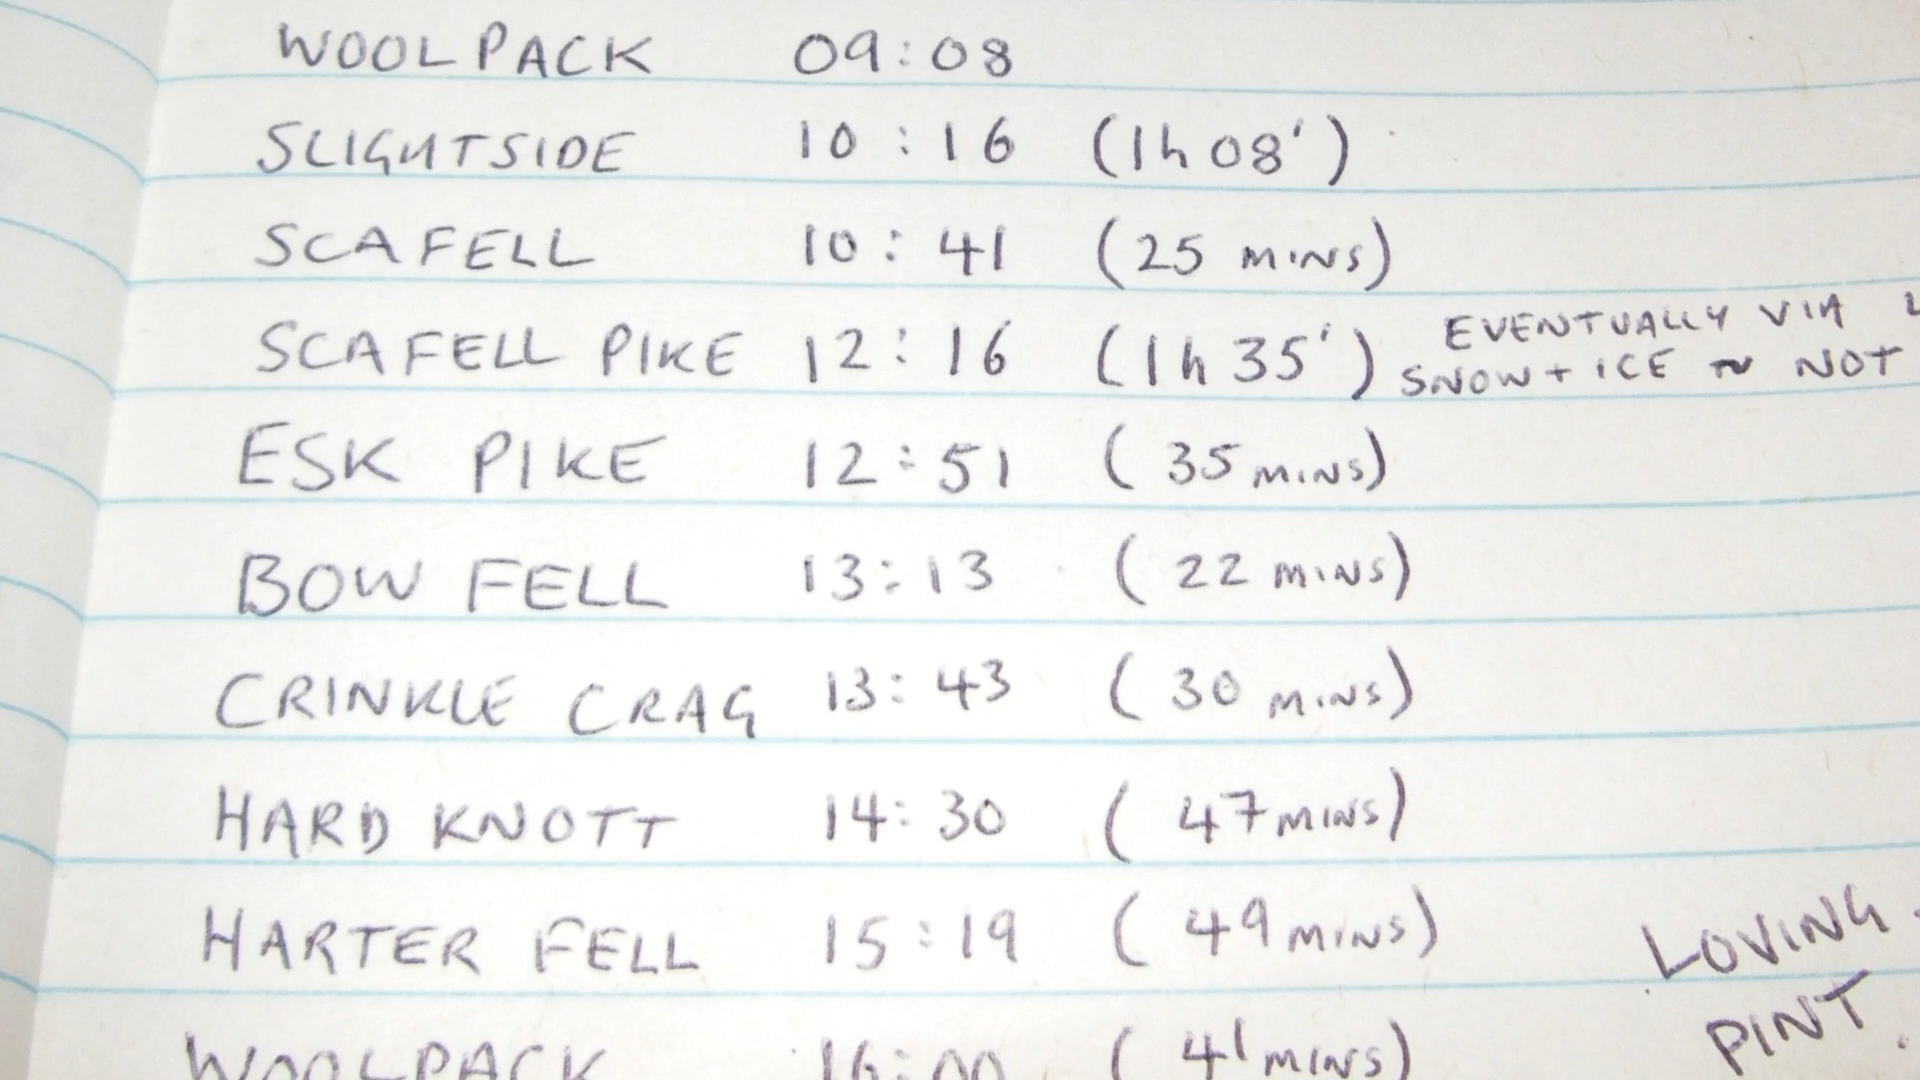 WOOLPACK 09:08
SLIGHTSIDE 10:16 (1h 08')
SCAFELL 10:41 (25 MINS)
SCAFELL PIKE 12:16 (1h 35') EVENTUALLY VIA
SNOW + ICE NOT
ESK PIKE 12:51 (35 MINS)
BOW FELL 13:13 (22 MINS)
CRINKLE CRAG 13:43 (30 MINS)
HARD KNOTT 14:30 (47 MINS)
HARTER FELL 15:19 (49 MINS)
LOVING
PINT.
WOOLPACK 16:00 (41 MINS)